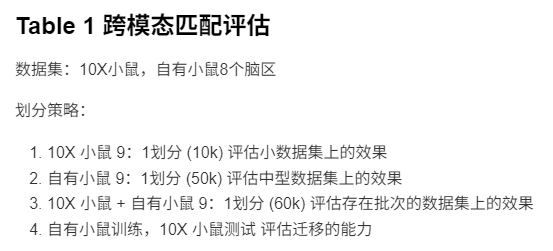 Table 1 跨模态匹配评估
数据集：10X小鼠，自有小鼠8个脑区
划分策略：
1. 10X 小鼠 9：1划分 (10k) 评估小数据集上的效果
2. 自有小鼠 9：1划分 (50k) 评估中型数据集上的效果
3. 10X 小鼠 + 自有小鼠 9：1划分 (60k) 评估存在批次的数据集上的效果
4. 自有小鼠训练，10X 小鼠测试 评估迁移的能力